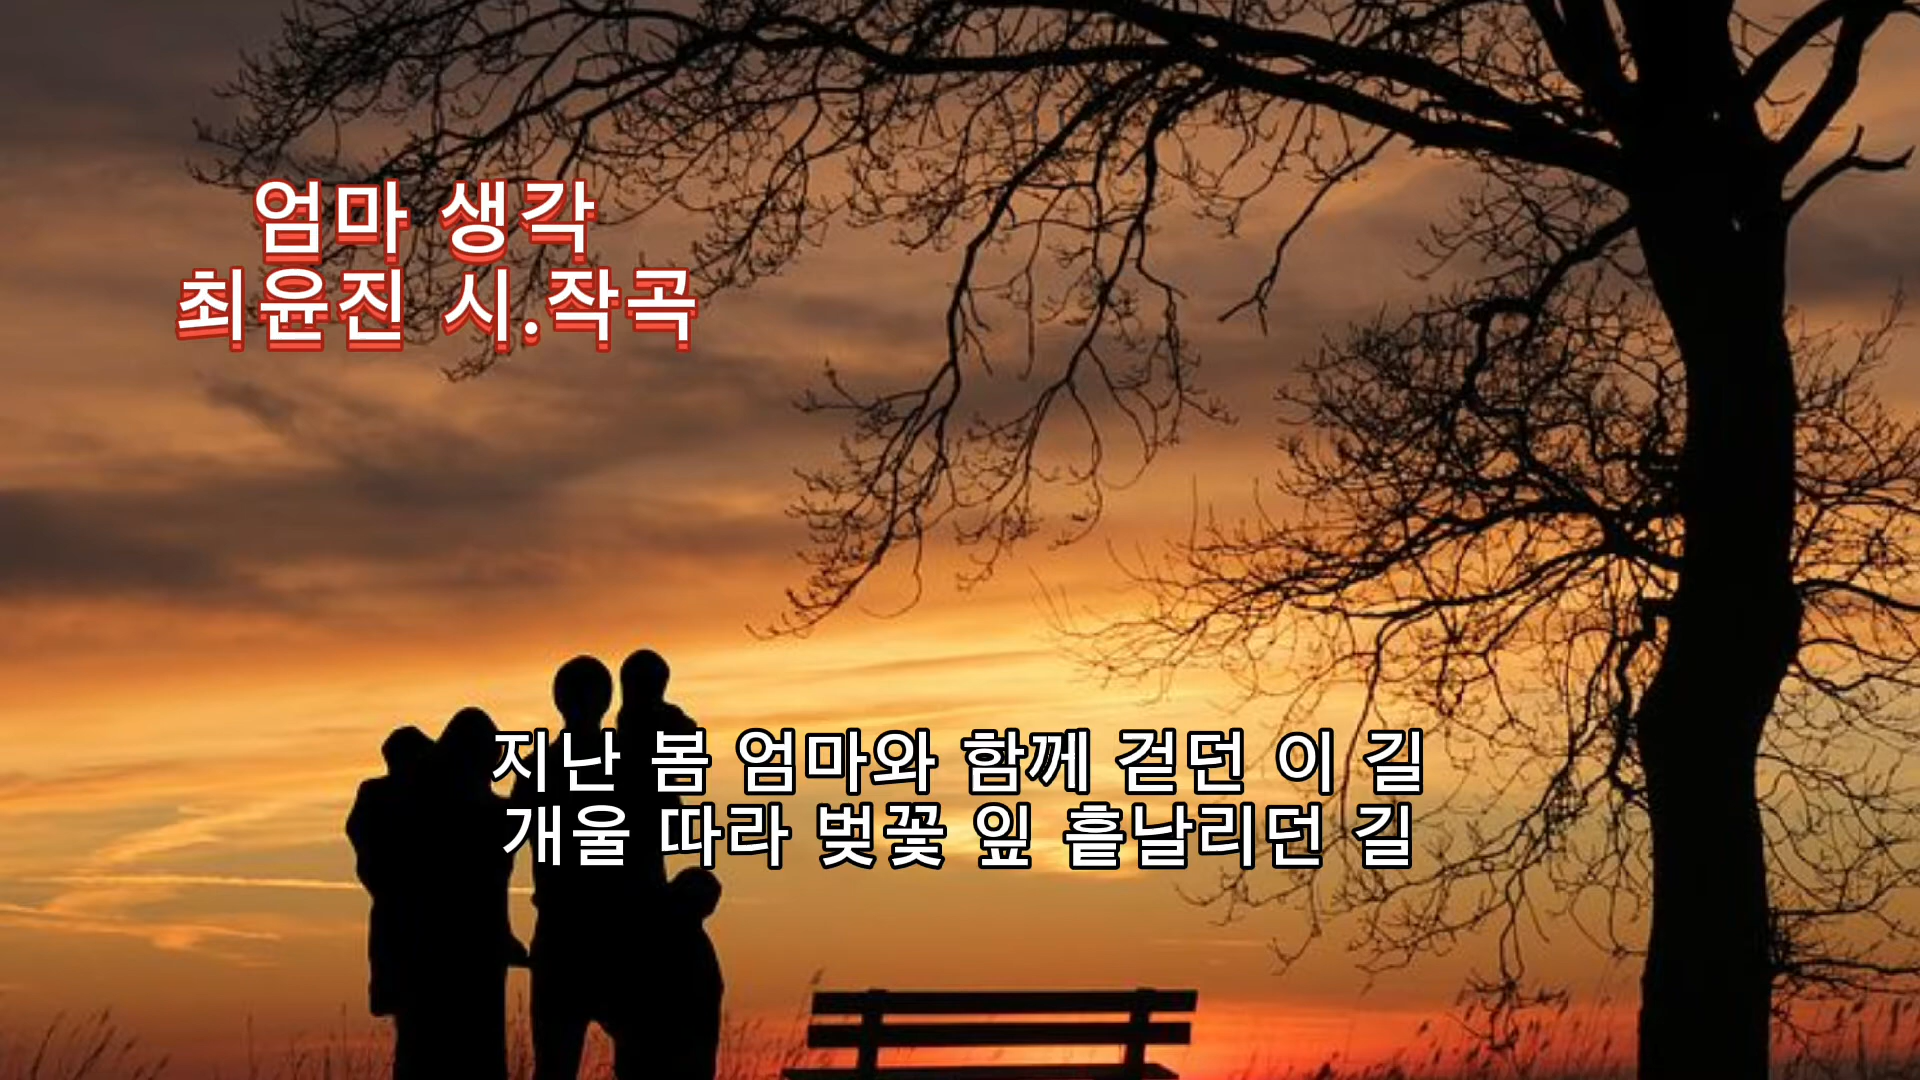 엄마 생각
최윤진 시.작곡
지난 봄 엄마와 함께 걷던 이 길
개울 따라 벚꽃 잎 흩날리던 길